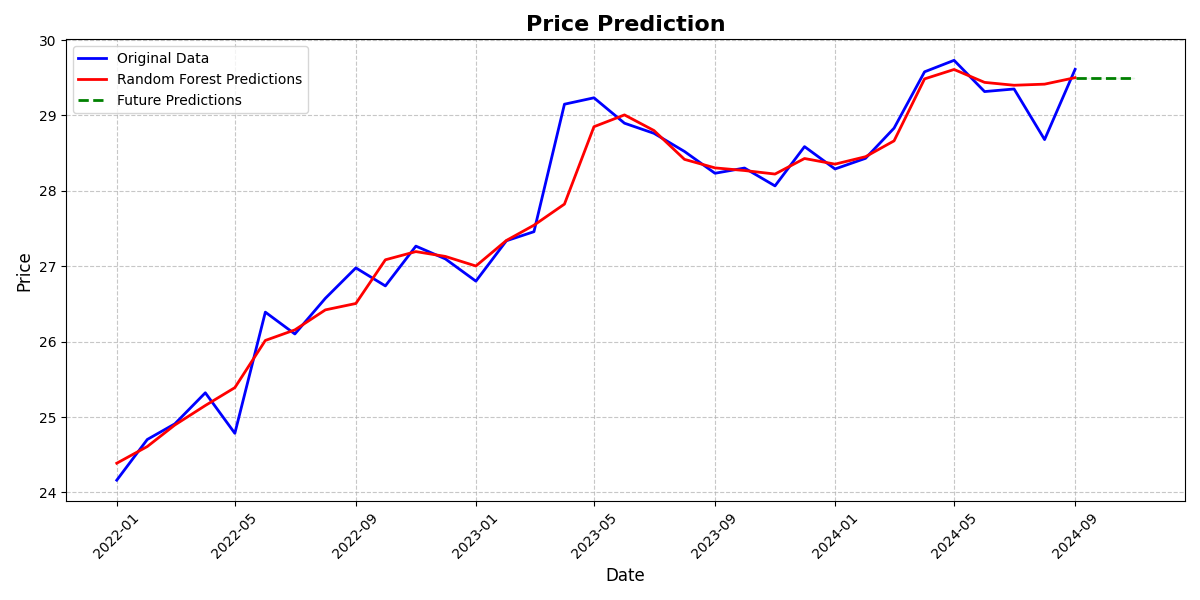 Price Prediction
Original Data
Random Forest Predictions
Future Predictions
Price
30
29
28
27
26
25
24
2022-01
2022-05
2022-09
2023-01
2023-05
2023-09
2024-01
2024-05
2024-09
Date